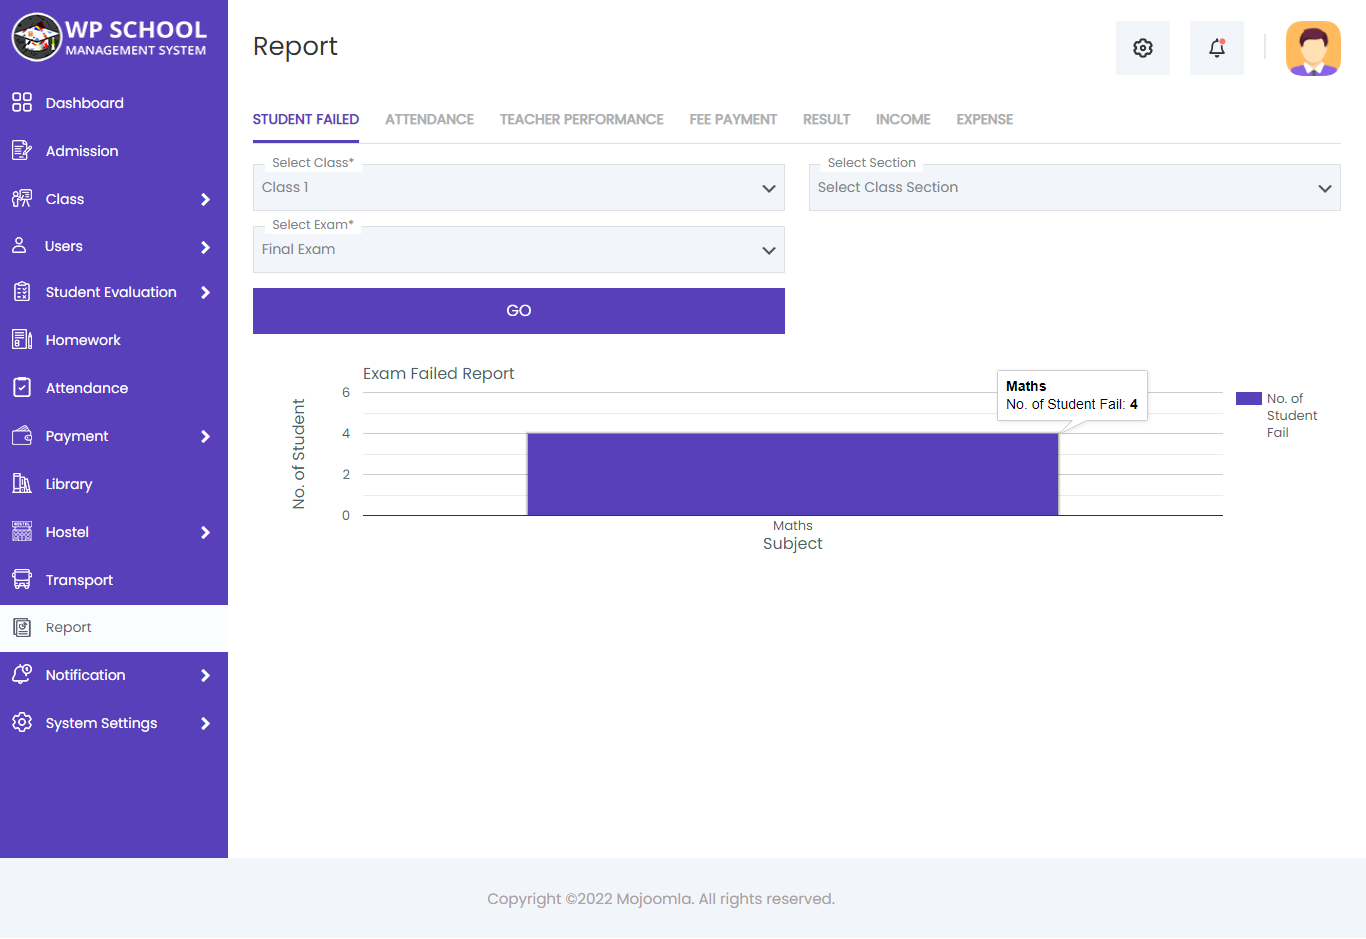 WP SCHOOL
MANAGEMENT SYSTEM
Dashboard
Admission
Class
Users
Student Evaluation
Homework
Attendance
Payment
Library
Hostel
Transport
Report
Notification
System Settings
Report
STUDENT FAILED ATTENDANCE TEACHER PERFORMANCE FEE PAYMENT RESULT INCOME EXPENSE
Select Class*
Class 1
Select Section
Select Class Section
Select Exam*
Final Exam
GO
Exam Failed Report
No. of Student
6
4
2
0
Maths
No. of Student Fail: 4
No. of
Student
Fail
Maths
Subject
Copyright ©2022 Mojoomla. All rights reserved.